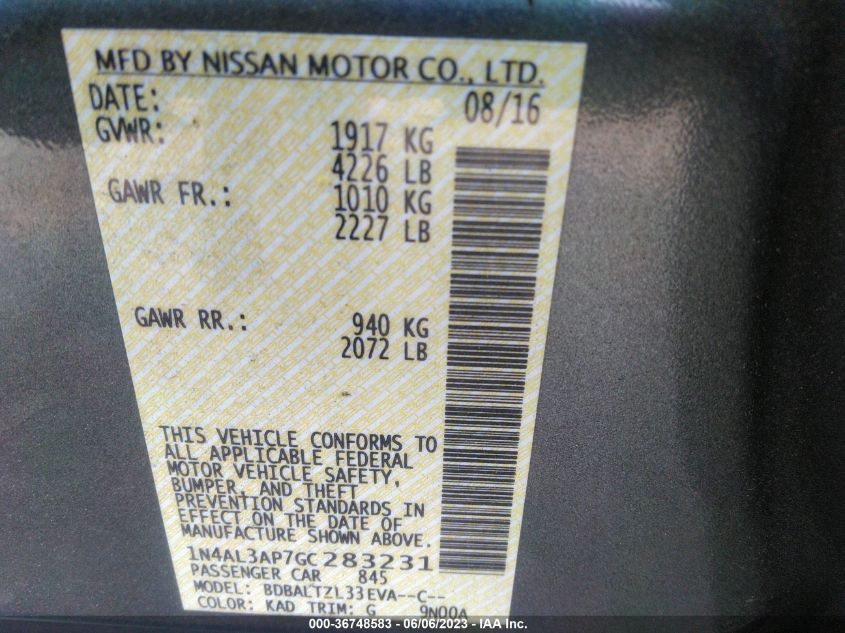 MFD BY NISSAN MOTOR CO., LTD.
DATE: 08/16
GVWR: 1917 KG
4226 LB
GAWR FR.: 1010 KG
2227 LB
GAWR RR.: 940 KG
2072 LB
THIS VEHICLE CONFORMS TO
ALL APPLICABLE FEDERAL
MOTOR VEHICLE SAFETY,
BUMPER, AND THEFT
PREVENTION STANDARDS IN
EFFECT ON THE DATE OF
MANUFACTURE SHOWN ABOVE.
1N4AL3AP7GC283231
PASSENGER CAR 845
MODEL: BDBALTZL33EVA--C--
COLOR: KAD TRIM: G 9N00A
000-36748583 - 06/06/2023 - IAA Inc.